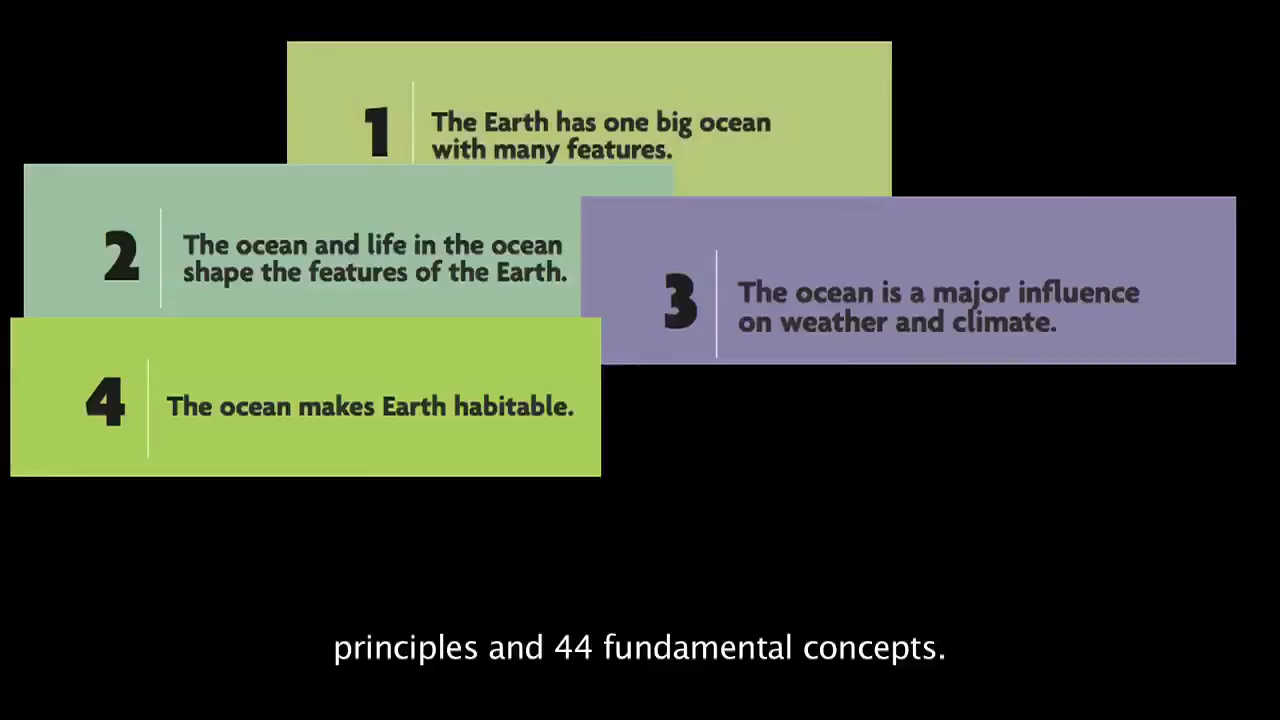 1
The Earth has one big ocean
with many features.
2
The ocean and life in the ocean
shape the features of the Earth.
3
The ocean is a major influence
on weather and climate.
4
The ocean makes Earth habitable.
principles and 44 fundamental concepts.